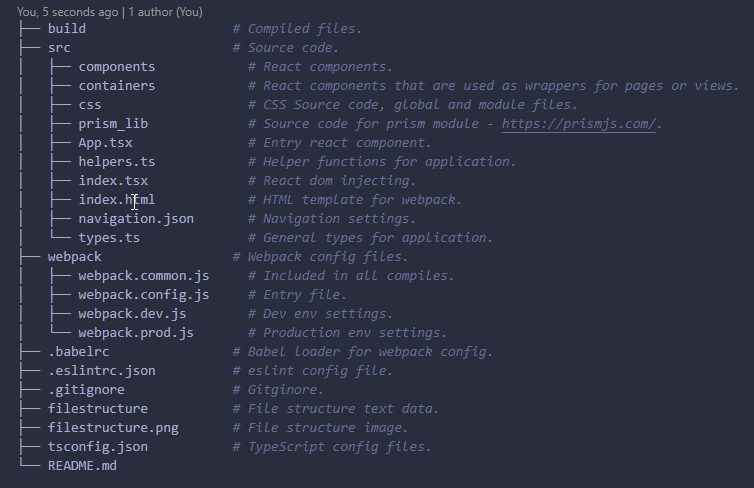 You, 5 seconds ago | 1 author (You)
├── build                # Compiled files.
├── src                  # Source code.
│   ├── components         # React components.
│   ├── containers         # React components that are used as wrappers for pages or views.
│   ├── css                # CSS Source code, global and module files.
│   ├── prism_lib          # Source code for prism module - https://prismjs.com/.
│   ├── App.tsx            # Entry react component.
│   ├── helpers.ts         # Helper functions for application.
│   ├── index.tsx          # React dom injecting.
│   ├── index.html         # HTML template for webpack.
│   ├── navigation.json    # Navigation settings.
│   └── types.ts           # General types for application.
├── webpack              # Webpack config files.
│   ├── webpack.common.js  # Included in all compiles.
│   ├── webpack.config.js  # Entry file.
│   ├── webpack.dev.js     # Dev env settings.
│   └── webpack.prod.js    # Production env settings.
├── .babelrc             # Babel loader for webpack config.
├── .eslintrc.json       # eslint config file.
├── .gitignore           # Gitginore.
├── filestructure        # File structure text data.
├── filestructure.png    # File structure image.
├── tsconfig.json        # TypeScript config files.
└── README.md